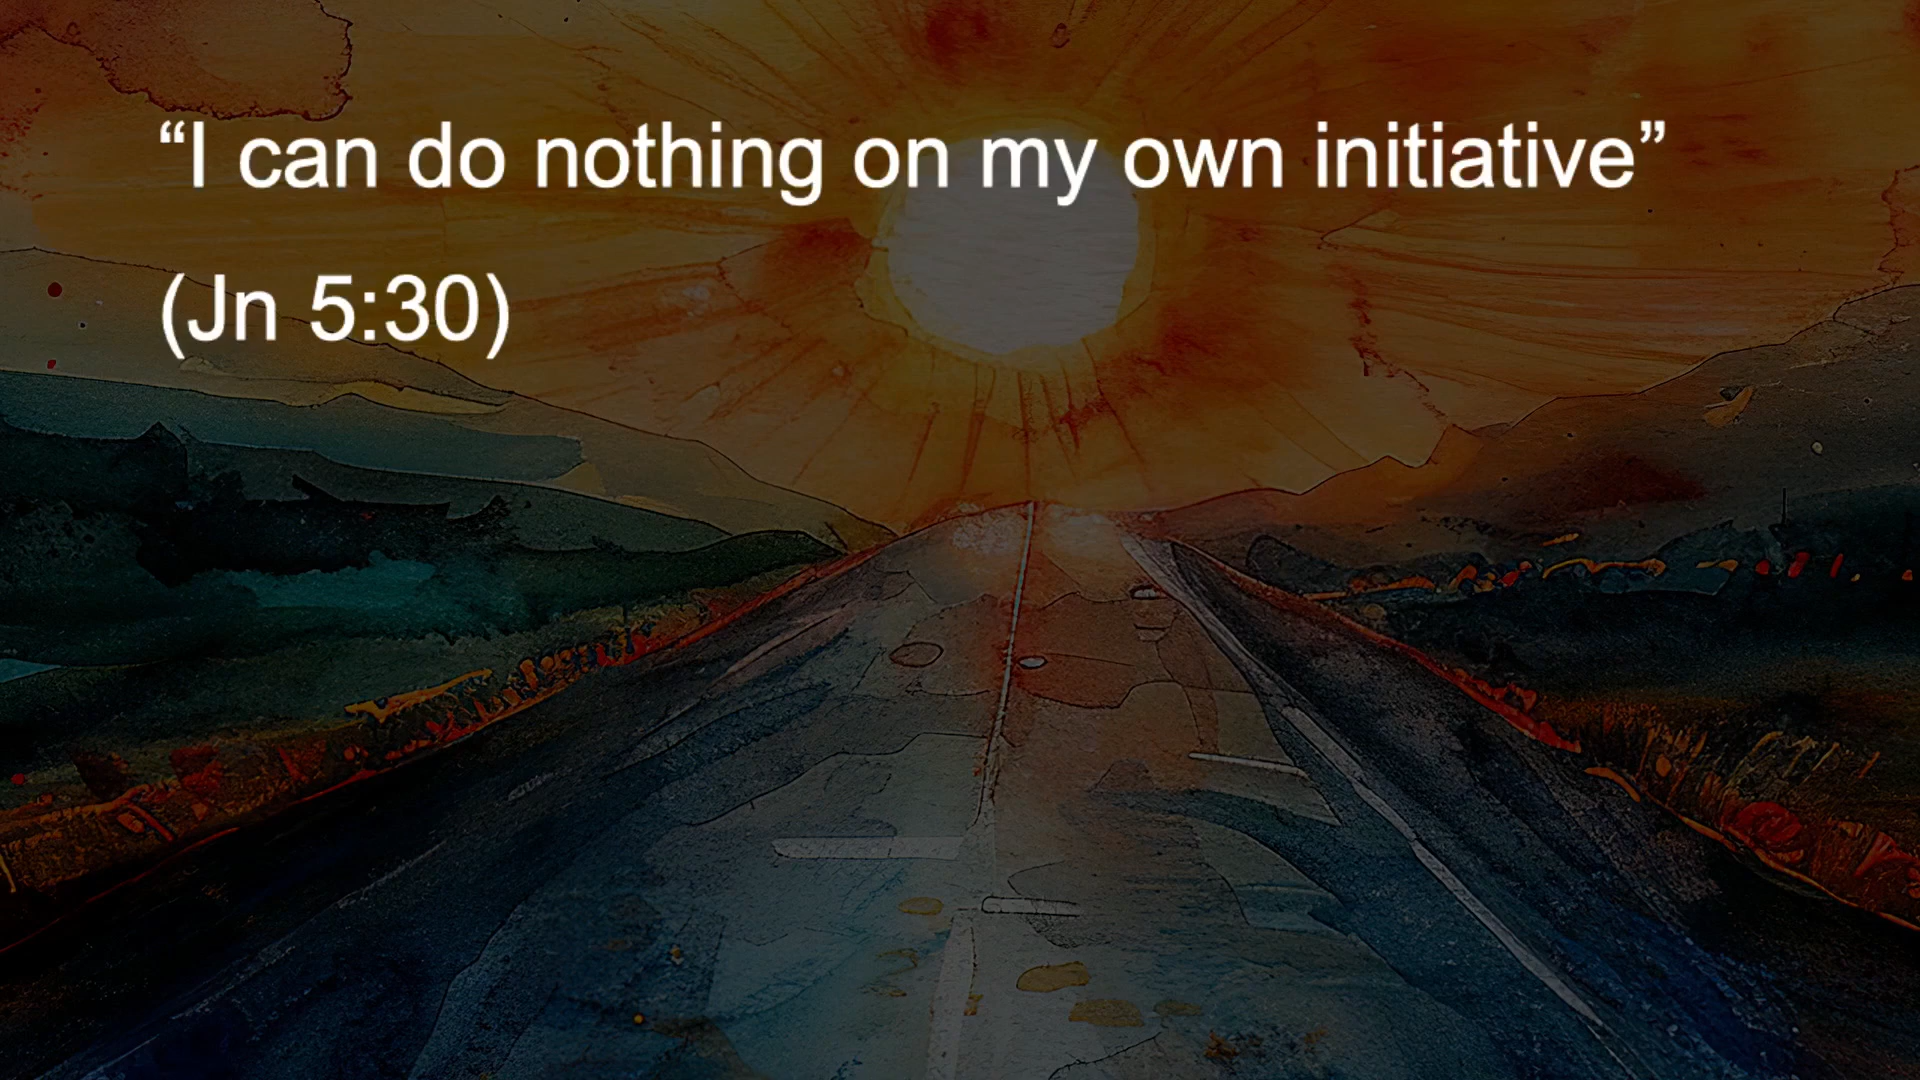 “I can do nothing on my own initiative”
(Jn 5:30)